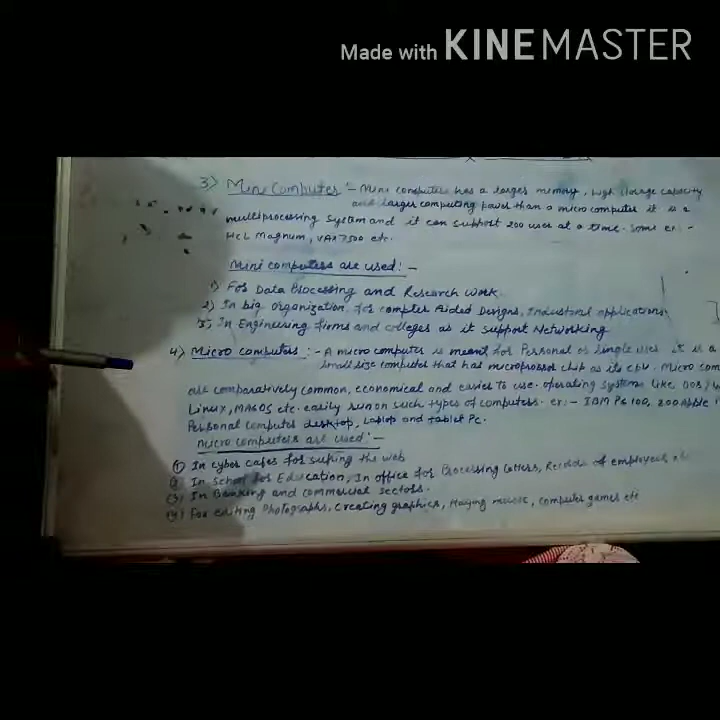 Made with KINEMASTER
3) Mini Computer :- Mini computers has a larger memory, high storage capacity
and larger computing power than a micro computer it is a
multiprocessing system and it can support 200 user at a time. some ex: -
HCL Magnum, VAX 7500 etc.
Mini computers are used: -
1) For Data Processing and Research work.
2) In big organization for computer Aided Designs, Industrial applications.
3) In Engineering firms and colleges as it support Networking
4) Micro computers :- A micro computer is meant for Personal or single user it is a
small size computer that has microprocessor chip as its CPU. Micro com
are comparatively common, economical and easier to use. operating system like DOS,
Linux, MACOS etc. easily run on such types of computers. ex: - IBM PC 100, 200 Apple
Personal computer desktop, Laptop and tablet PC.
Micro computers are used: -
(1) In cyber cafes for sufing the web
In School for Education, In office for Processing Letters, Records of employees
(3) In Banking and commercial sectors.
(4) For editing Photographs, creating graphics, Playing music, computer games etc